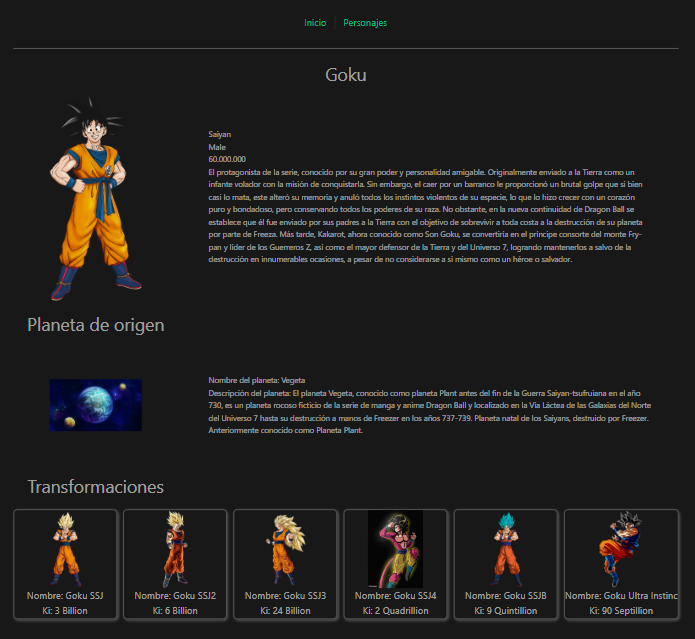 Inicio
Personajes
Goku
Saiyan
Male
60.000.000
El protagonista de la serie, conocido por su gran poder y personalidad amigable. Originalmente enviado a la Tierra como un
infante volador con la misión de conquistarla. Sin embargo, el caer por un barranco le proporcionó un brutal golpe que si bien
casi lo mata, este alteró su memoria y anuló todos los instintos violentos de su especie, lo que lo hizo crecer con un corazón
puro y bondadoso, pero conservando todos los poderes de su raza. No obstante, en la nueva continuidad de Dragon Ball se
establece que él fue enviado por sus padres a la Tierra con el objetivo de sobrevivir a toda costa a la destrucción de su planeta
por parte de Freeza. Más tarde, Kakarot, ahora conocido como Son Goku, se convertiría en el príncipe consorte del monte Fry-
pan y líder de los Guerreros Z, así como el mayor defensor de la Tierra y del Universo 7, logrando mantenerlos a salvo de la
destrucción en innumerables ocasiones, a pesar de no considerarse a sí mismo como un héroe o salvador.
Planeta de origen
Nombre del planeta: Vegeta
Descripción del planeta: El planeta Vegeta, conocido como planeta Plant antes del fin de la Guerra Saiyan-tsufruiana en el año
730, es un planeta rocoso ficticio de la serie de manga y anime Dragon Ball y localizado en la Vía Láctea de las Galaxias del Norte
del Universo 7 hasta su destrucción a manos de Freezer en los años 737-739. Planeta natal de los Saiyans, destruido por Freezer.
Anteriormente conocido como Planeta Plant.
Transformaciones
Nombre: Goku SSJ
Ki: 3 Billion
Nombre: Goku SSJ2
Ki: 6 Billion
Nombre: Goku SSJ3
Ki: 24 Billion
Nombre: Goku SSJ4
Ki: 2 Quadrillion
Nombre: Goku SSJB
Ki: 9 Quintillion
Nombre: Goku Ultra Instinc
Ki: 90 Septillion